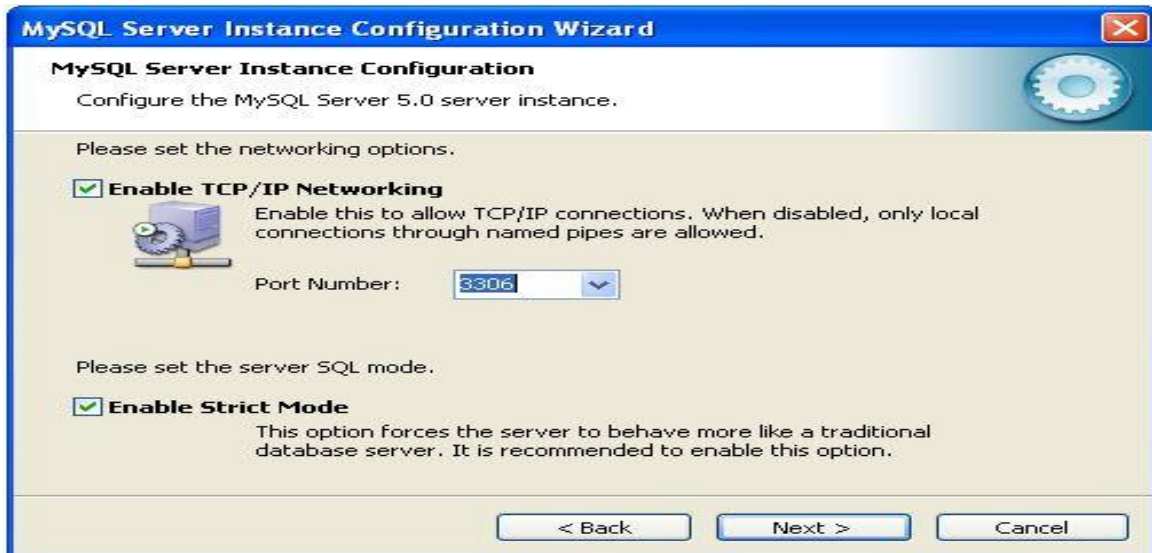 MySQL Server Instance Configuration Wizard
MySQL Server Instance Configuration
Configure the MySQL Server 5.0 server instance.
Please set the networking options.
Enable TCP/IP Networking
Enable this to allow TCP/IP connections. When disabled, only local
connections through named pipes are allowed.
Port Number: 3306
Please set the server SQL mode.
Enable Strict Mode
This option forces the server to behave more like a traditional
database server. It is recommended to enable this option.
< Back Next > Cancel